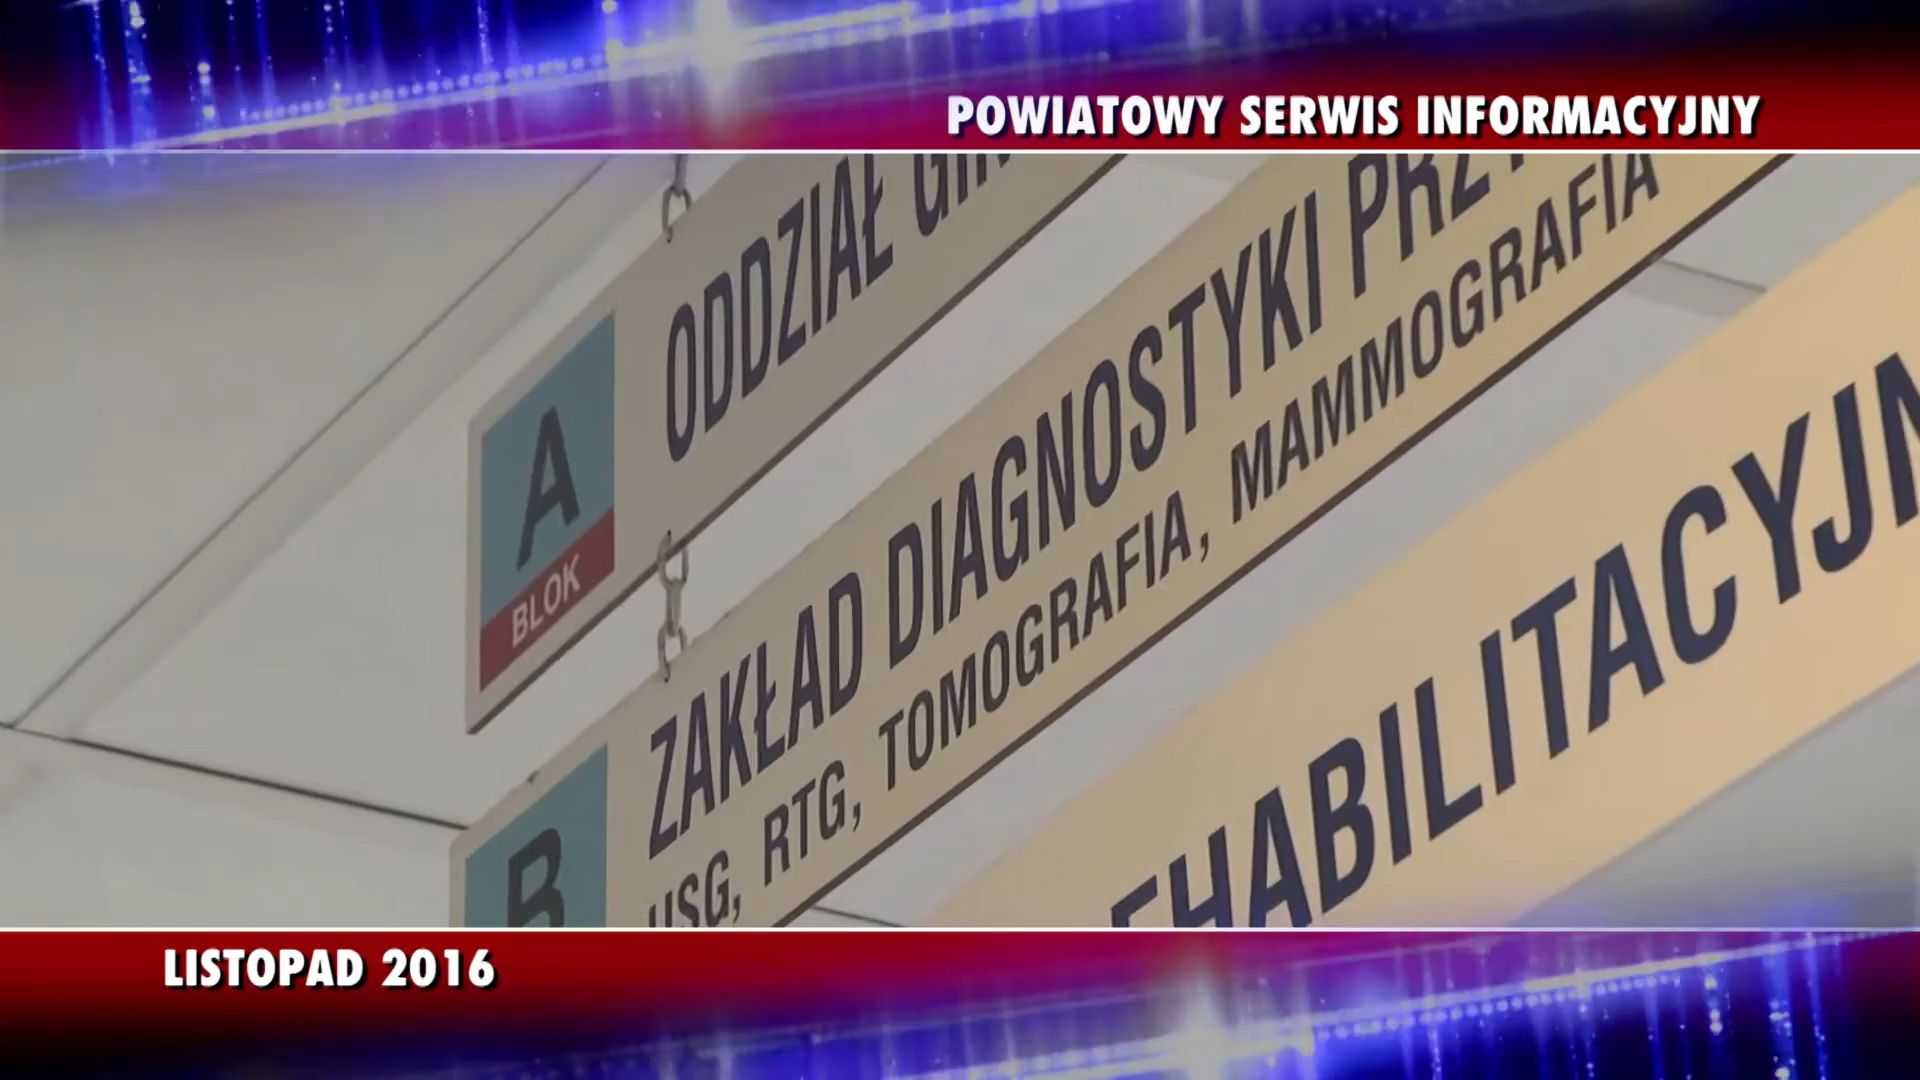 POWIATOWY SERWIS INFORMACYJNY
A
BLOK
ODDZIAŁ
B
ZAKŁAD DIAGNOSTYKI
USG, RTG, TOMOGRAFIA, MAMMOGRAFIA
LISTOPAD 2016